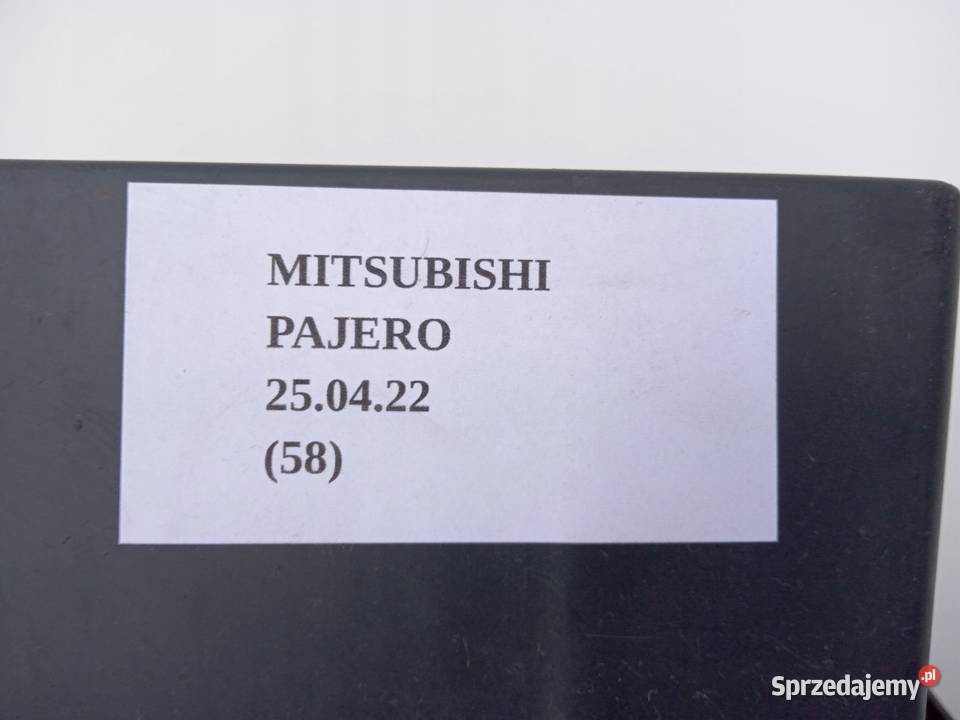 MITSUBISHI
PAJERO
25.04.22
(58)
Sprzedajemy.pl